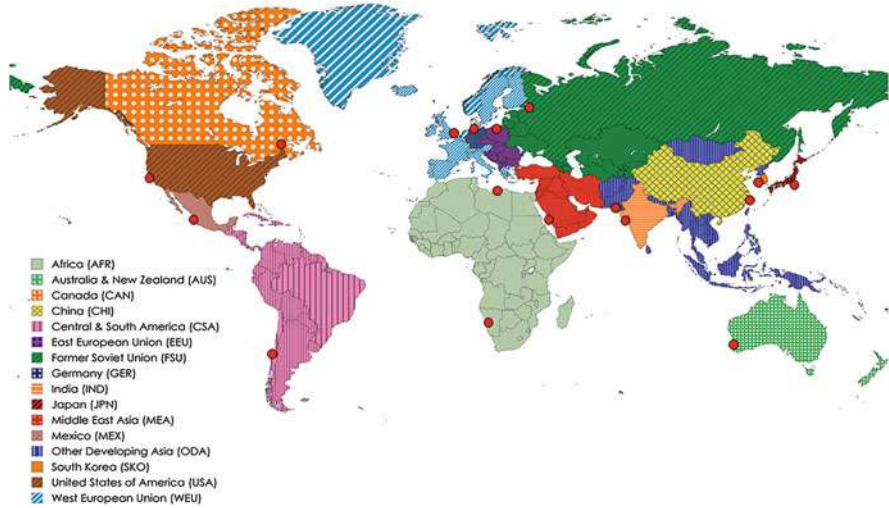 Africa (AFR)
Australia & New Zealand (AUS)
Canada (CAN)
China (CHI)
Central & South America (CSA)
East European Union (EEU)
Former Soviet Union (FSU)
Germany (GER)
India (IND)
Japan (JPN)
Middle East Asia (MEA)
Mexico (MEX)
Other Developing Asia (ODA)
South Korea (SKO)
United States of America (USA)
West European Union (WEU)